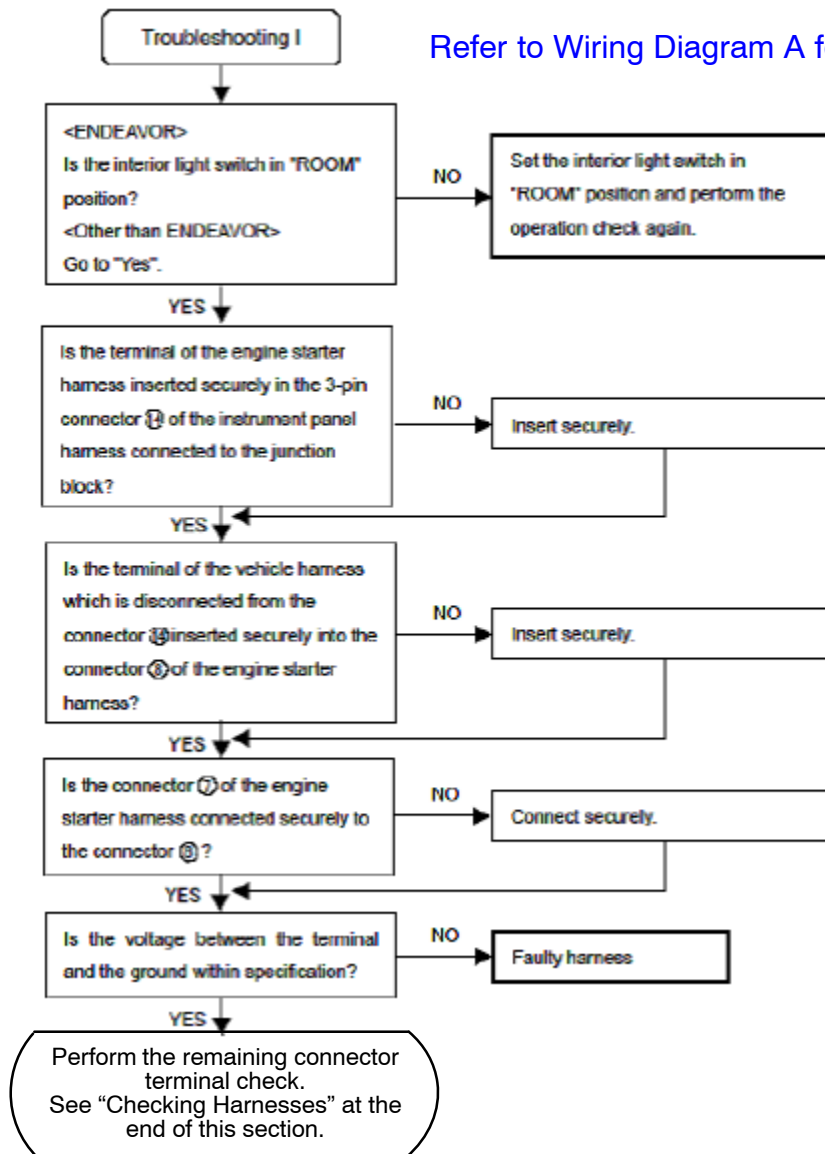 Troubleshooting I
Refer to Wiring Diagram A f
<ENDEAVOR>
Is the interior light switch in "ROOM"
position?
<Other than ENDEAVOR>
Go to "Yes".
NO
Set the interior light switch in
"ROOM" position and perform the
operation check again.
YES
Is the terminal of the engine starter
harness inserted securely in the 3-pin
connector ⑭ of the instrument panel
harness connected to the junction
block?
NO
Insert securely.
YES
Is the terminal of the vehicle harness
which is disconnected from the
connector inserted securely into the
connector ⑧ of the engine starter
harness?
NO
Insert securely.
YES
Is the connector ⑦ of the engine
starter harness connected securely to
the connector ?
NO
Connect securely.
YES
Is the voltage between the terminal
and the ground within specification?
NO
Faulty harness
YES
Perform the remaining connector
terminal check.
See “Checking Harnesses” at the
end of this section.